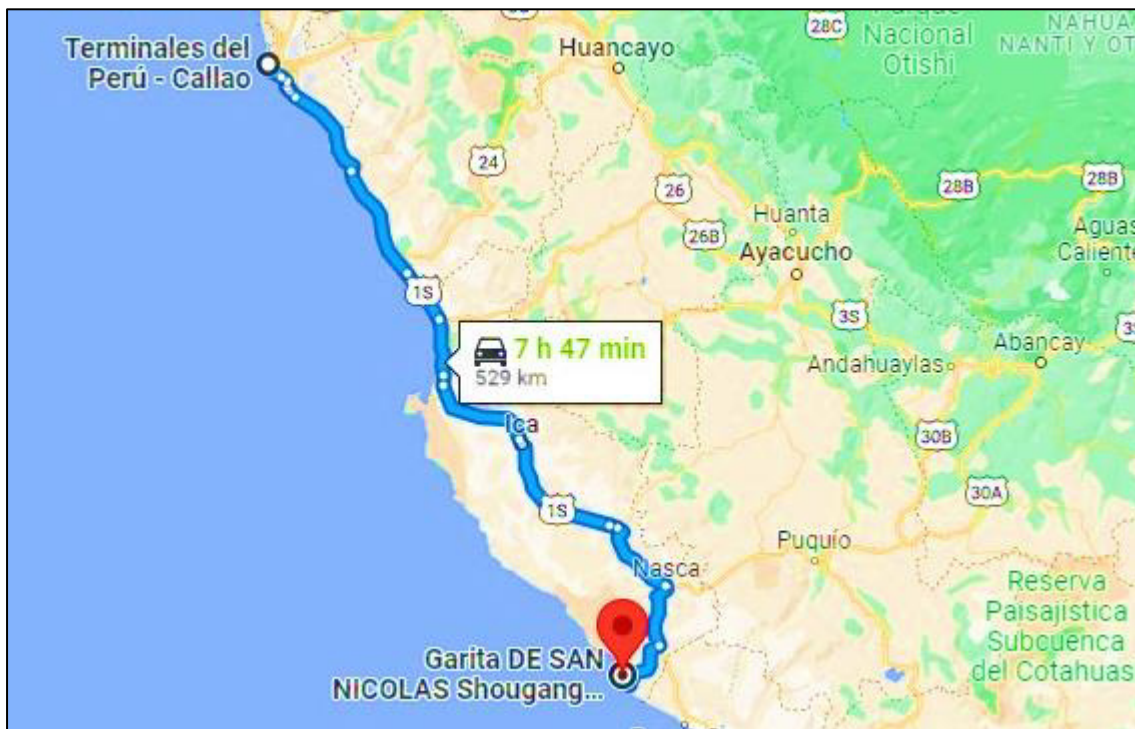 28C
Parque
Nacional
Otishi
NAHUA
NANTI Y OT
Terminales del
Perú - Callao
Huancayo
24
26
28B
28B
26B
Huanta
Ayacucho
Aguas
Caliente
1S
3S
3S
7 h 47 min
529 km
Andahuaylas
Abancay
Ica
30B
30A
1S
Puquio
Nasca
Reserva
Paisajística
Subcuenca
del Cotahuas
Garita DE SAN
NICOLAS Shougang...